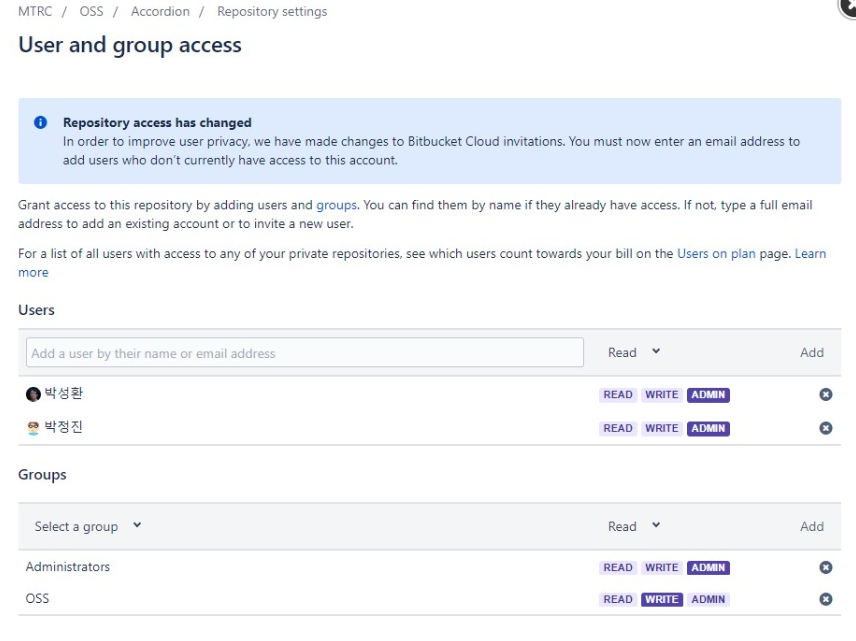 MTRC / OSS / Accordion / Repository settings
User and group access
Repository access has changed
In order to improve user privacy, we have made changes to Bitbucket Cloud invitations. You must now enter an email address to
add users who don't currently have access to this account.
Grant access to this repository by adding users and groups. You can find them by name if they already have access. If not, type a full email
address to add an existing account or to invite a new user.
For a list of all users with access to any of your private repositories, see which users count towards your bill on the Users on plan page. Learn
more
Users
Add a user by their name or email address Read Add
박성환 READ WRITE ADMIN
박정진 READ WRITE ADMIN
Groups
Select a group Read Add
Administrators READ WRITE ADMIN
OSS READ WRITE ADMIN